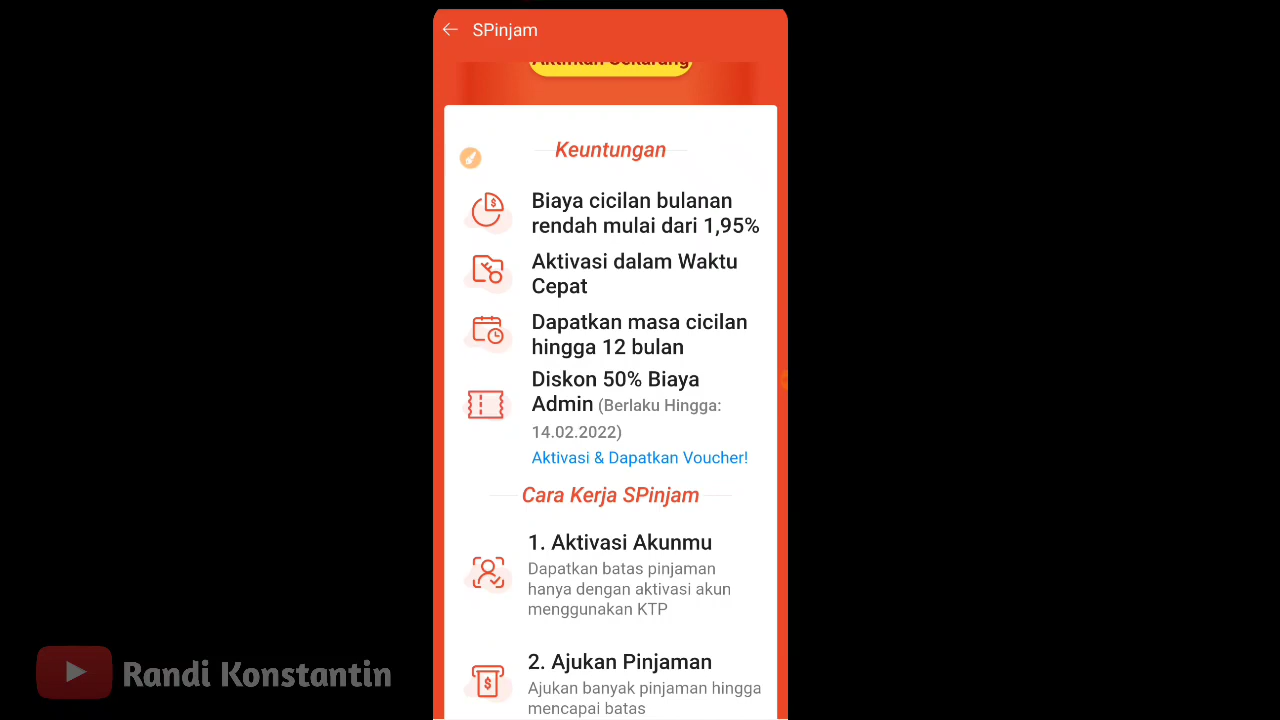 SPinjam
Aktifkan Sekarang
Keuntungan
Biaya cicilan bulanan
rendah mulai dari 1,95%
Aktivasi dalam Waktu
Cepat
Dapatkan masa cicilan
hingga 12 bulan
Diskon 50% Biaya
Admin (Berlaku Hingga:
14.02.2022)
Aktivasi & Dapatkan Voucher!
Cara Kerja SPinjam
1. Aktivasi Akunmu
Dapatkan batas pinjaman
hanya dengan aktivasi akun
menggunakan KTP
2. Ajukan Pinjaman
Ajukan banyak pinjaman hingga
mencapai batas
Randi Konstantin